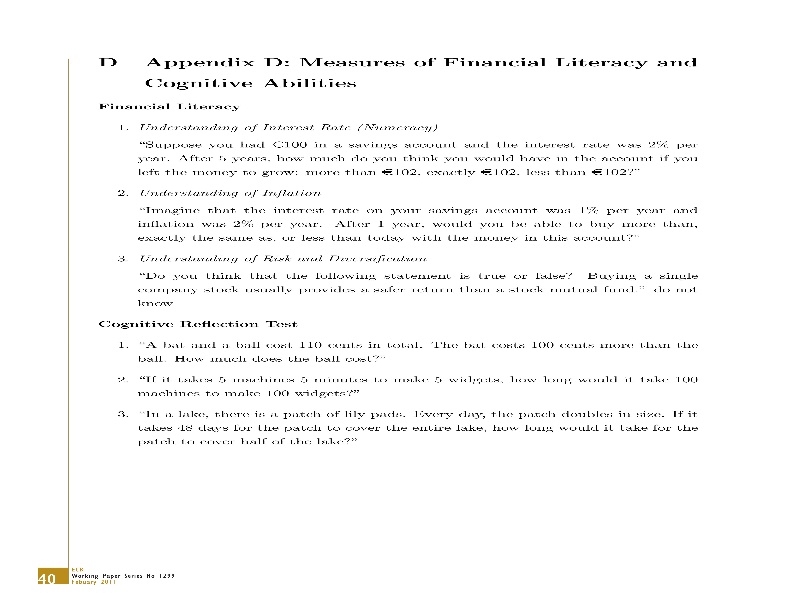 D Appendix D: Measures of Financial Literacy and
Cognitive Abilities
Financial Literacy
1. Understanding of Interest Rate (Numeracy)
“Suppose you had €100 in a savings account and the interest rate was 2% per
year. After 5 years, how much do you think you would have in the account if you
left the money to grow: more than €102, exactly €102, less than €102?”
2. Understanding of Inflation
“Imagine that the interest rate on your savings account was 1% per year and
inflation was 2% per year. After 1 year, would you be able to buy more than,
exactly the same as, or less than today with the money in this account?”
3. Understanding of Risk and Diversification
“Do you think that the following statement is true or false? Buying a single
company stock usually provides a safer return than a stock mutual fund.” do not
know
Cognitive Reflection Test
1. “A bat and a ball cost 110 cents in total. The bat costs 100 cents more than the
ball. How much does the ball cost?”
2. “If it takes 5 machines 5 minutes to make 5 widgets, how long would it take 100
machines to make 100 widgets?”
3. “In a lake, there is a patch of lily pads. Every day, the patch doubles in size. If it
takes 48 days for the patch to cover the entire lake, how long would it take for the
patch to cover half of the lake?”
40
ECB
Working Paper Series No 1299
February 2011